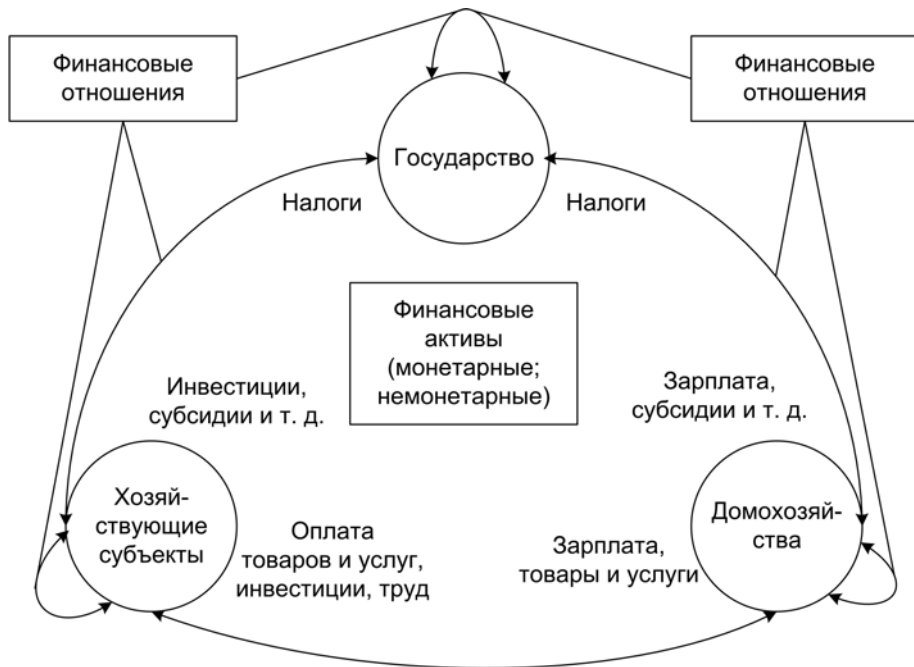 Финансовые
отношения
Финансовые
отношения
Государство
Налоги
Налоги
Финансовые
активы
(монетарные;
немонетарные)
Инвестиции,
субсидии и т. д.
Зарплата,
субсидии и т. д.
Хозяй-
ствующие
субъекты
Оплата
товаров и услуг,
инвестиции, труд
Зарплата,
товары и услуги
Домохозяй-
ства